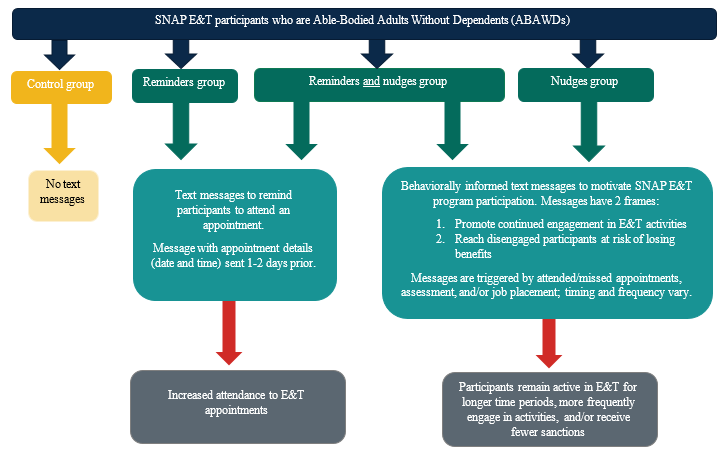 SNAP E&T participants who are Able-Bodied Adults Without Dependents (ABAWDs)
Control group
Reminders group
Reminders and nudges group
Nudges group
No text
messages
Text messages to remind
participants to attend an
appointment.
Message with appointment details
(date and time) sent 1-2 days prior.
Behaviorally informed text messages to motivate SNAP E&T
program participation. Messages have 2 frames:
1. Promote continued engagement in E&T activities
2. Reach disengaged participants at risk of losing
benefits
Messages are triggered by attended/missed appointments,
assessment, and/or job placement; timing and frequency vary.
Increased attendance to E&T
appointments
Participants remain active in E&T for
longer time periods, more frequently
engage in activities, and/or receive
fewer sanctions